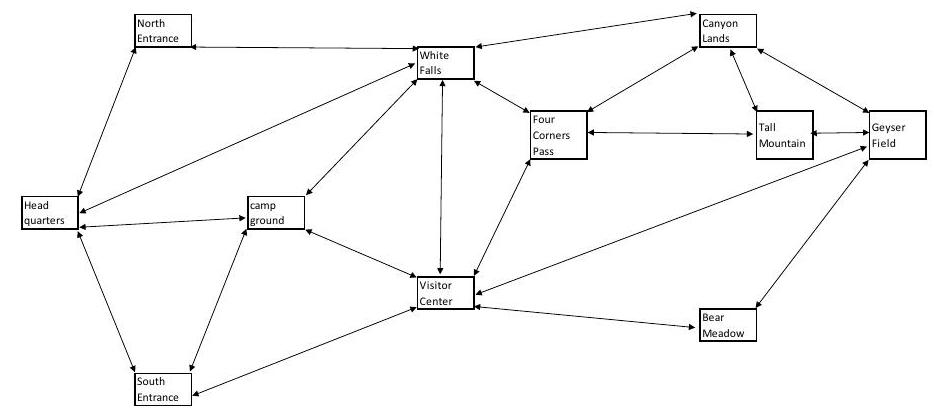 North
Entrance
Canyon
Lands
White
Falls
Four
Corners
Pass
Tall
Mountain
Geyser
Field
Head
quarters
camp
ground
Visitor
Center
Bear
Meadow
South
Entrance